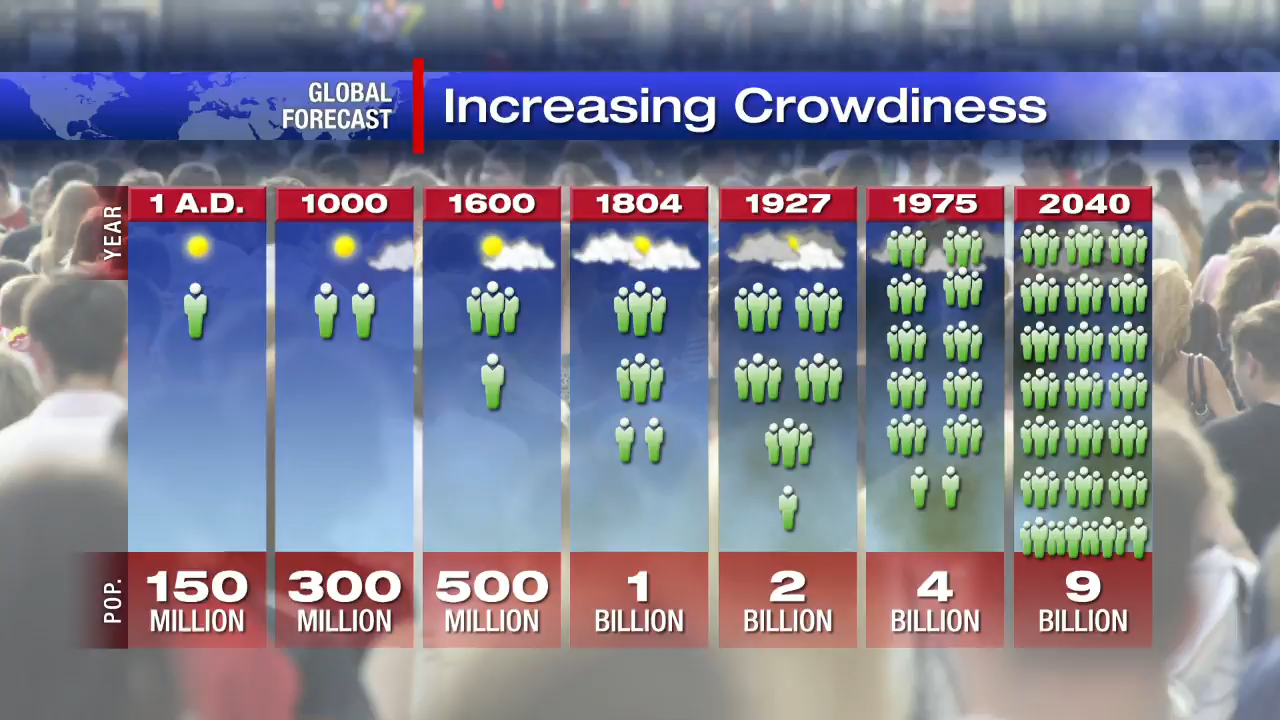 GLOBAL
FORECAST
Increasing Crowdiness
YEAR
1 A.D.
1000
1600
1804
1927
1975
2040
POP.
150
MILLION
300
MILLION
500
MILLION
1
BILLION
2
BILLION
4
BILLION
9
BILLION